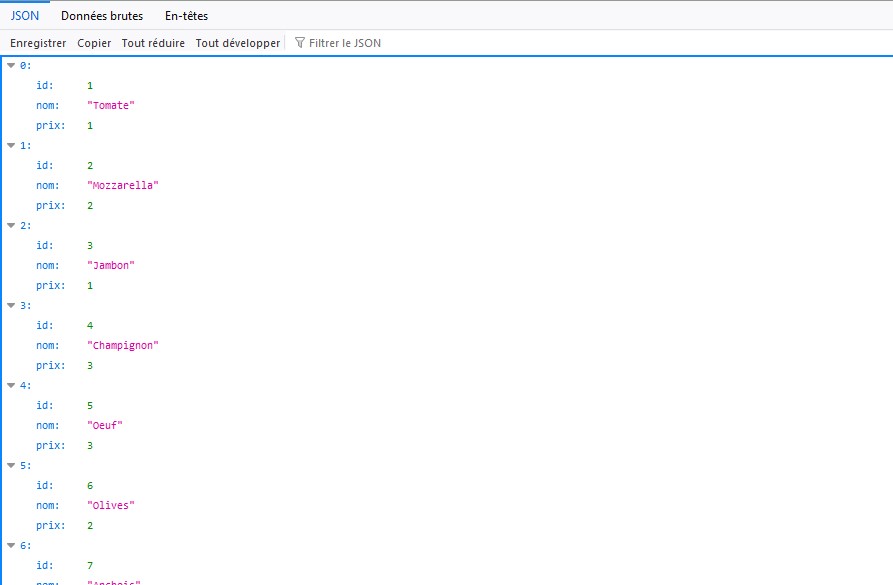 JSON Données brutes En-têtes
Enregistrer Copier Tout réduire Tout développer Filtrer le JSON
0:
id: 1
nom: "Tomate"
prix: 1
1:
id: 2
nom: "Mozzarella"
prix: 2
2:
id: 3
nom: "Jambon"
prix: 1
3:
id: 4
nom: "Champignon"
prix: 3
4:
id: 5
nom: "Oeuf"
prix: 3
5:
id: 6
nom: "Olives"
prix: 2
6:
id: 7
nom: "Anchois"